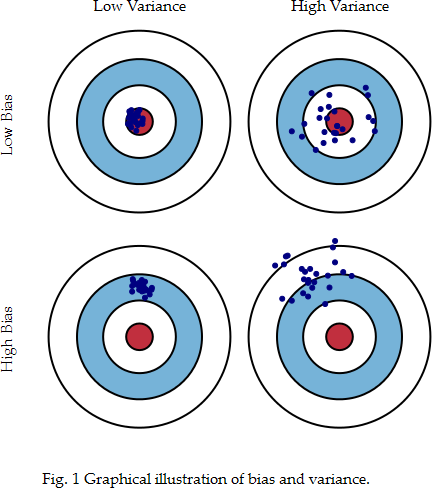 Low Variance
High Variance
Low Bias
High Bias
Fig. 1 Graphical illustration of bias and variance.